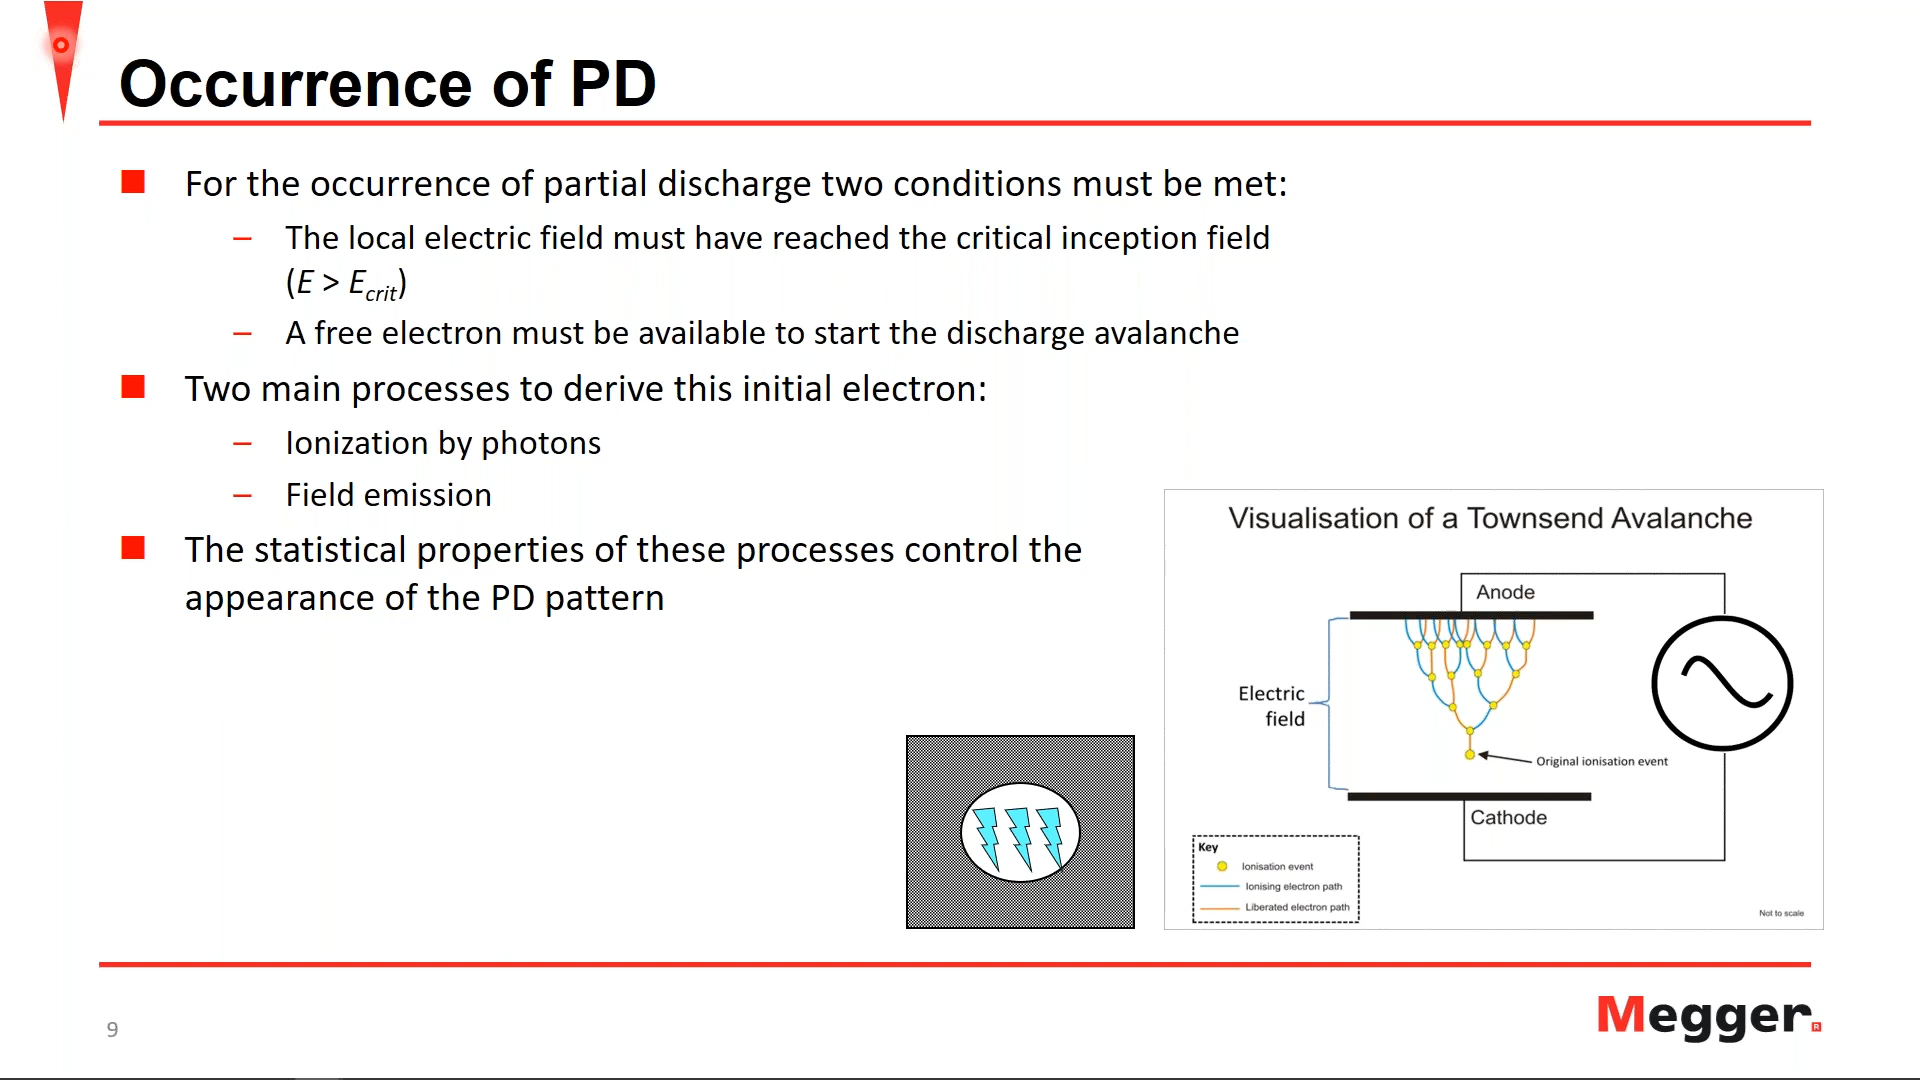 Occurrence of PD
For the occurrence of partial discharge two conditions must be met:
– The local electric field must have reached the critical inception field
(E > Ecrit)
– A free electron must be available to start the discharge avalanche
Two main processes to derive this initial electron:
– Ionization by photons
– Field emission
The statistical properties of these processes control the
appearance of the PD pattern
Visualisation of a Townsend Avalanche
Anode
Electric
field
Original ionisation event
Cathode
Key
Ionisation event
Ionising electron path
Liberated electron path
Not to scale
9
Megger®